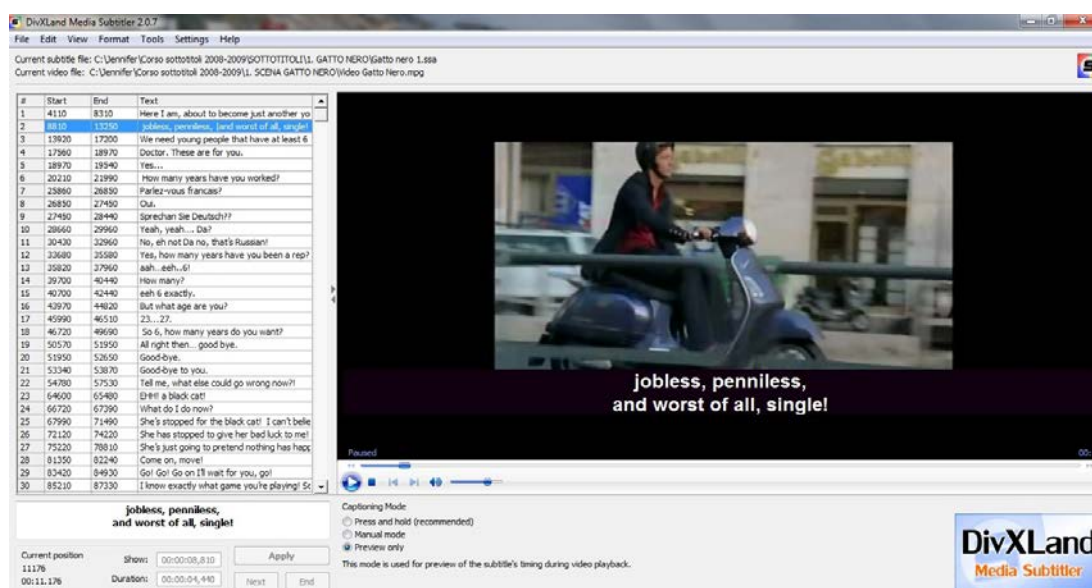 DivXLand Media Subtitler 2.0.7
File Edit View Format Tools Settings Help
Current subtitle file: C:\Jennifer\Corso sottotitoli 2008-2009\SOTTOTITOLI\1. GATTO NERO\Gatto nero 1.ssa
Current video file: C:\Jennifer\Corso sottotitoli 2008-2009\1. SCENA GATTO NERO\Video Gatto Nero.mpg
# Start End Text
1 4110 8310 Here I am, about to become just another yo
2 8810 13250 jobless, penniless, |and worst of all, single!
3 13920 17200 We need young people that have at least 6
4 17560 18970 Doctor. These are for you.
5 18970 19540 Yes...
6 20210 21990 How many years have you worked?
7 25860 26850 Parlez-vous francais?
8 26850 27450 Oui.
9 27450 28440 Sprechan Sie Deutsch??
10 28660 29960 Yeah, yeah.... Da?
11 30430 32960 No, eh not Da no, that's Russian!
12 33680 35580 Yes, how many years have you been a rep?
13 35820 37960 aah...eeh..6!
14 39700 40440 How many?
15 40700 42440 eeh 6 exactly.
16 43970 44820 But what age are you?
17 45990 46510 23...27.
18 46720 49690 So 6, how many years do you want?
19 50570 51950 All right then... good bye.
20 51950 52650 Good-bye.
21 53340 53870 Good-bye to you.
22 54780 57530 Tell me, what else could go wrong now?!
23 64600 65480 EHH! a black cat!
24 66720 67390 What do I do now?
25 67990 71490 She's stopped for the black cat! I can't belie
26 72120 74220 She has stopped to give her bad luck to me!
27 75220 78810 She's just going to pretend nothing has happ
28 81350 82240 Come on, move!
29 83420 84930 Go! Go! Go on I'll wait for you, go!
30 85210 87330 I know exactly what game you're playing! Sc
jobless, penniless,
and worst of all, single!
Paused
00:
jobless, penniless,
and worst of all, single!
Current position
11176
00:11.176
Show: 00:00:08,810
Duration: 00:00:04,440
Apply
Next End
Captioning Mode
Press and hold (recommended)
Manual mode
Preview only
This mode is used for preview of the subtitle's timing during video playback.
DivXLand
Media Subtitler